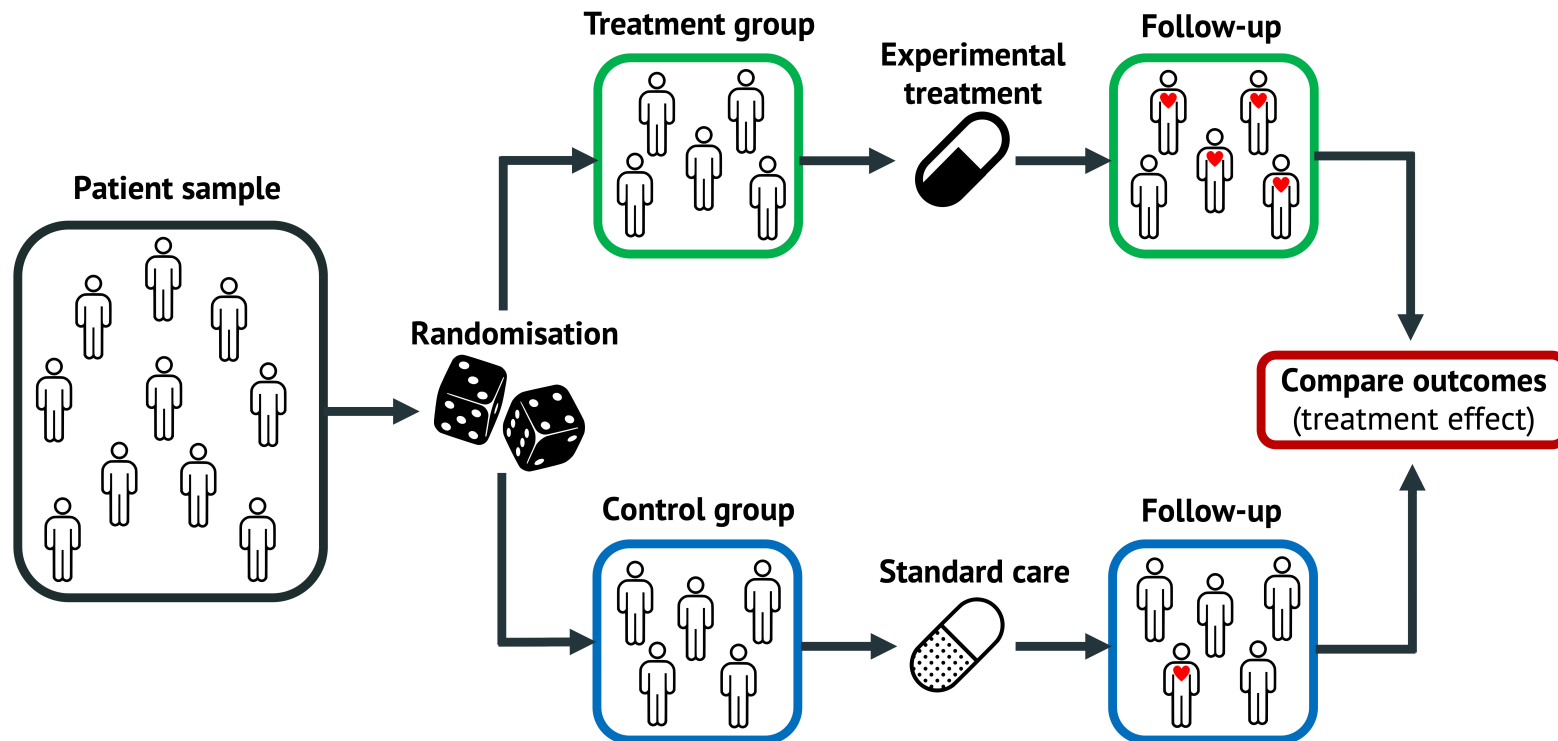 Patient sample
Randomisation
Treatment group
Experimental
treatment
Follow-up
Control group
Standard care
Follow-up
Compare outcomes
(treatment effect)